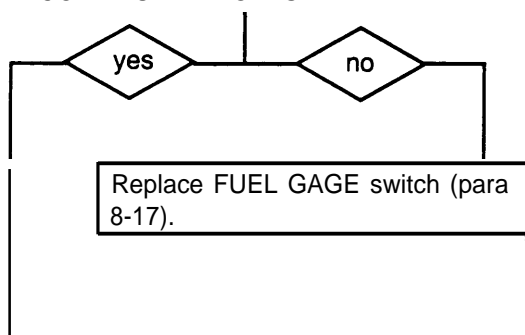 yes
no
Replace FUEL GAGE switch (para
8-17).